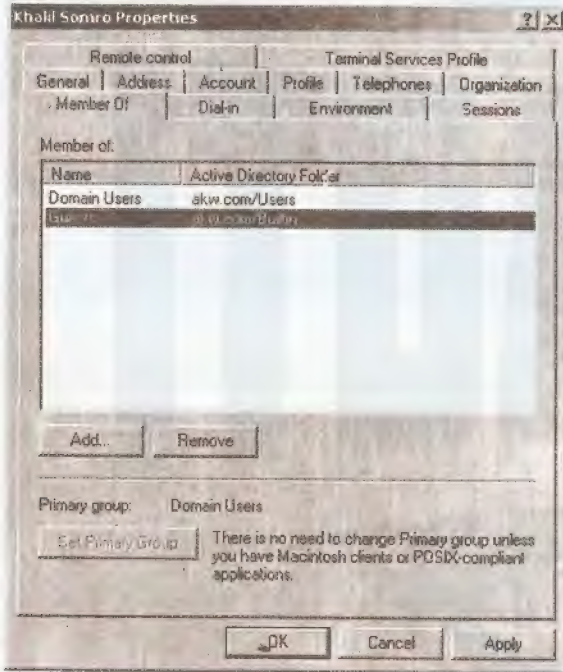 Khalil Somro Properties
Remote control Terminal Services Profile
General Address Account Profile Telephones Organization
Member Of Dial-in Environment Sessions
Member of:
Name Active Directory Folder
Domain Users akw.com/Users
Add... Remove
Primary group: Domain Users
Set Primary Group There is no need to change Primary group unless
you have Macintosh clients or POSIX-compliant
applications.
OK Cancel Apply